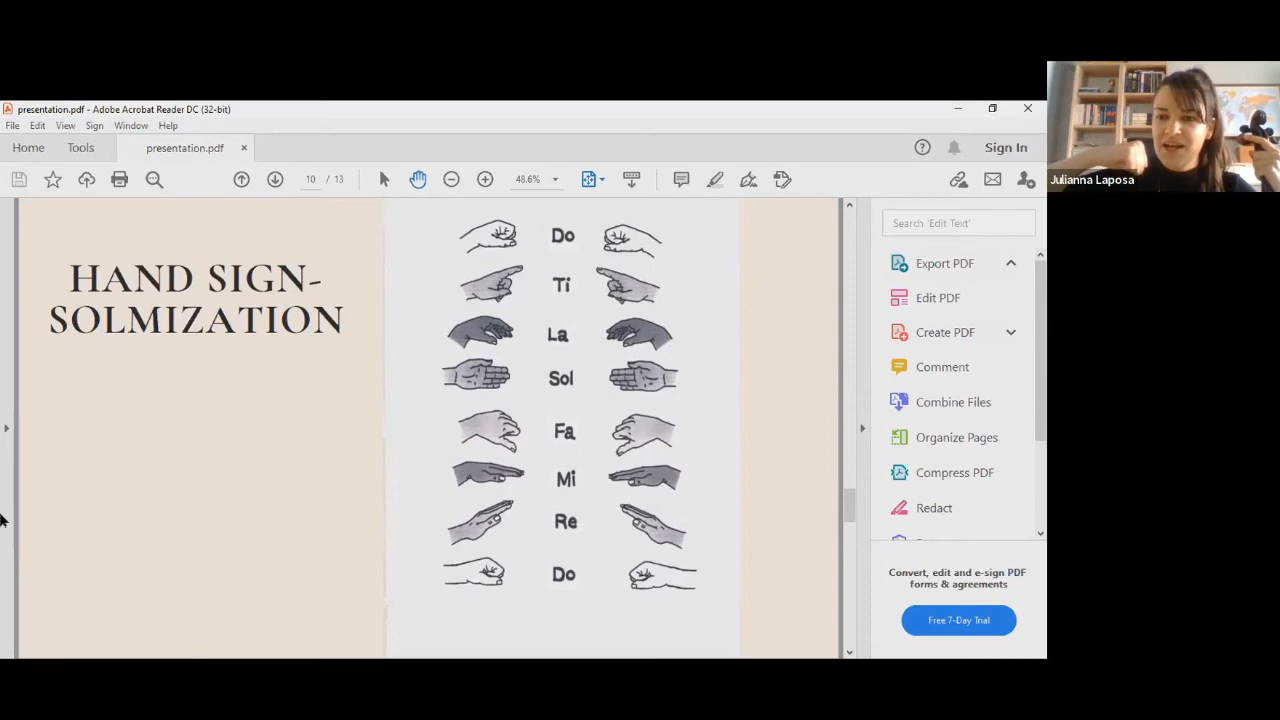 presentation.pdf - Adobe Acrobat Reader DC (32-bit)
File Edit View Sign Window Help
Home Tools presentation.pdf × Sign In
10 / 13 48.6%
HAND SIGN-
SOLMIZATION
Do
Ti
La
Sol
Fa
Mi
Re
Do
Search 'Edit Text'
Export PDF
Edit PDF
Create PDF
Comment
Combine Files
Organize Pages
Compress PDF
Redact
Convert, edit and e-sign PDF
forms & agreements
Free 7-Day Trial
Julianna Laposa